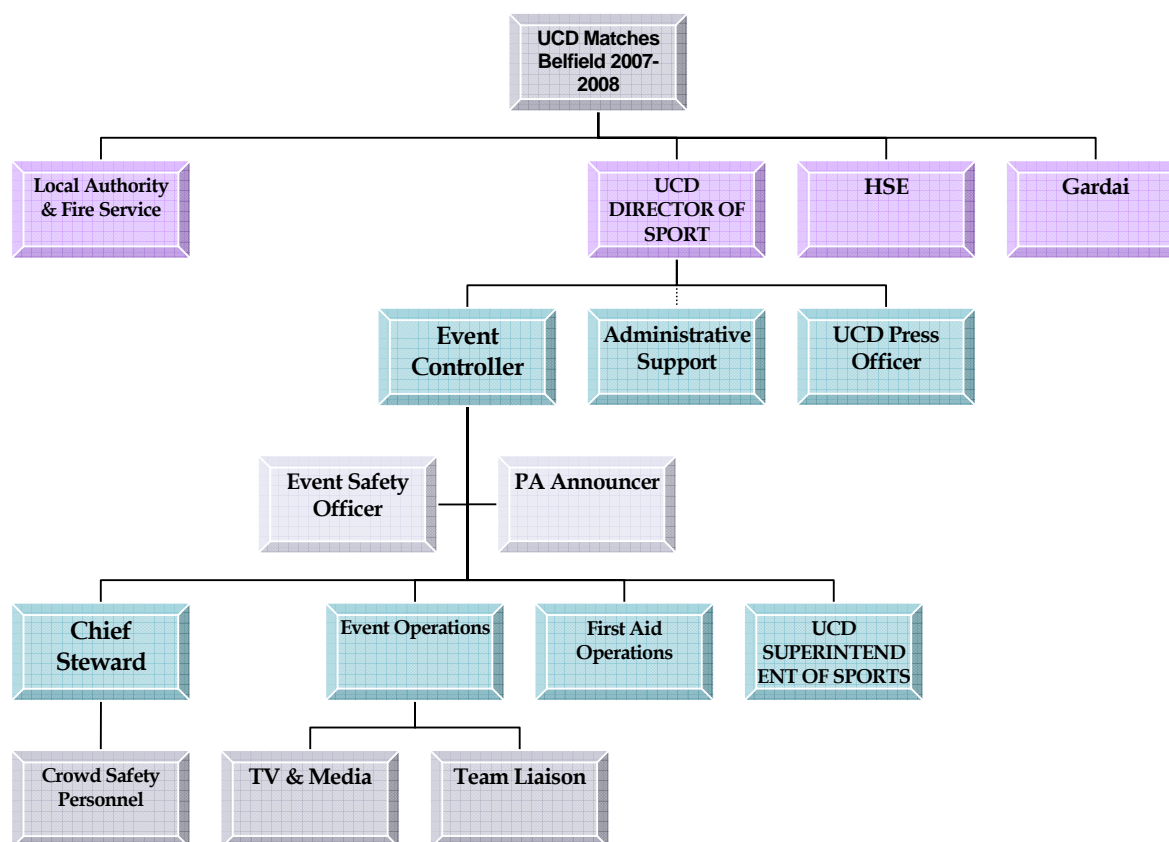 UCD Matches
Belfield 2007-
2008
Local Authority
& Fire Service
UCD
DIRECTOR OF
SPORT
HSE
Gardai
Event
Controller
Administrative
Support
UCD Press
Officer
Event Safety
Officer
PA Announcer
Chief
Steward
Event Operations
First Aid
Operations
UCD
SUPERINTEND
ENT OF SPORTS
Crowd Safety
Personnel
TV & Media
Team Liaison